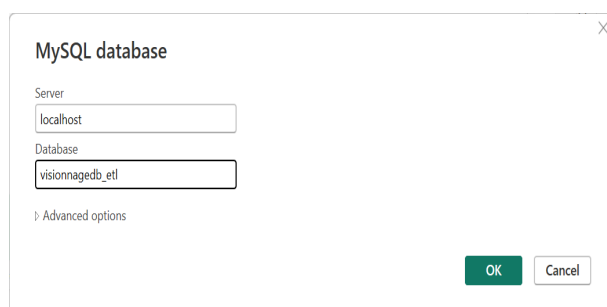 MySQL database
Server
localhost
Database
visionnagedb_etl
Advanced options
OK
Cancel